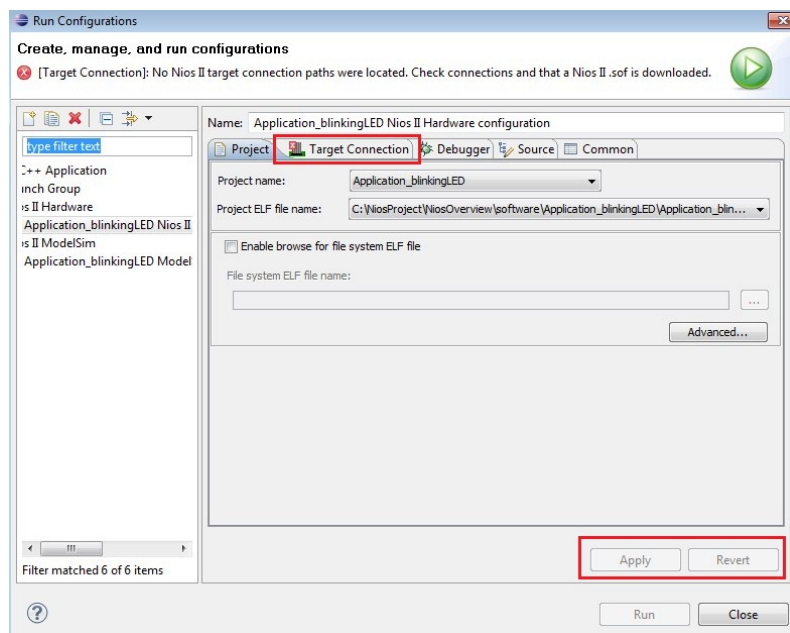 Run Configurations
Create, manage, and run configurations
[Target Connection]: No Nios II target connection paths were located. Check connections and that a Nios II .sof is downloaded.
type filter text
C++ Application
unch Group
os II Hardware
Application_blinkingLED Nios II
os II ModelSim
Application_blinkingLED Model
Filter matched 6 of 6 items
Name: Application_blinkingLED Nios II Hardware configuration
Project Target Connection Debugger Source Common
Project name: Application_blinkingLED
Project ELF file name: C:\NiosProject\NiosOverview\software\Application_blinkingLED\Application_blin...
Enable browse for file system ELF file
File system ELF file name:
...
Advanced...
Apply Revert
? Run Close